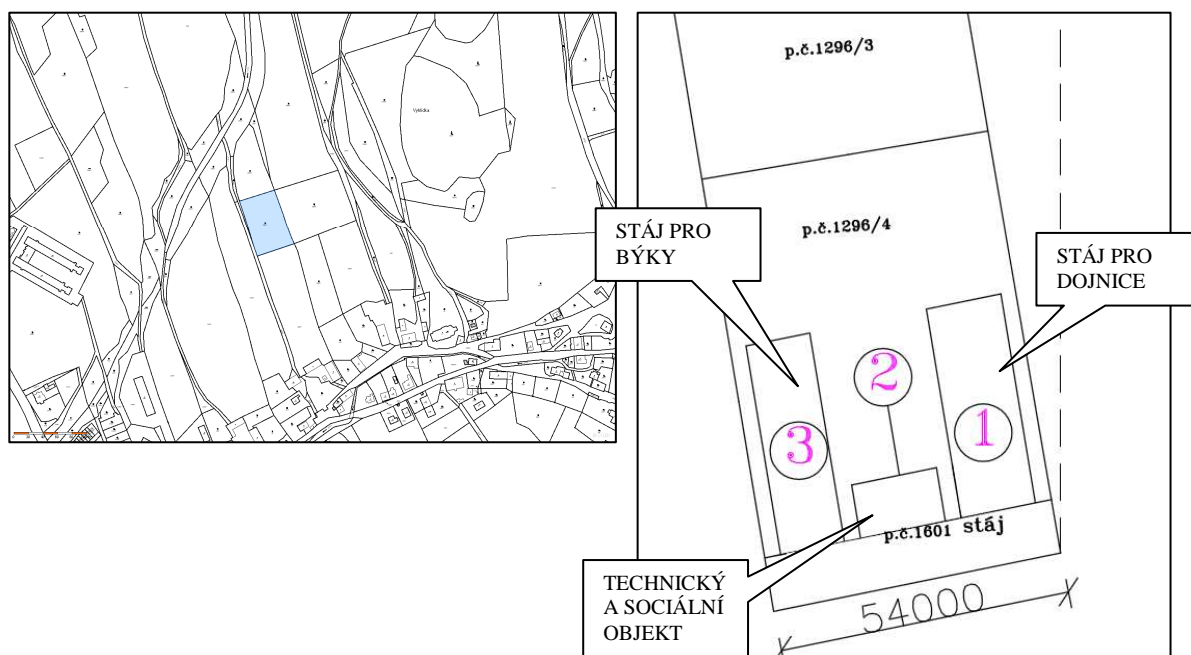 Vyhlídka
p.č.1296/3
p.č.1296/4
STÁJ PRO
BÝKY
STÁJ PRO
DOJNICE
2
3
1
p.č.1601 stáj
TECHNICKÝ
A SOCIÁLNÍ
OBJEKT
54000